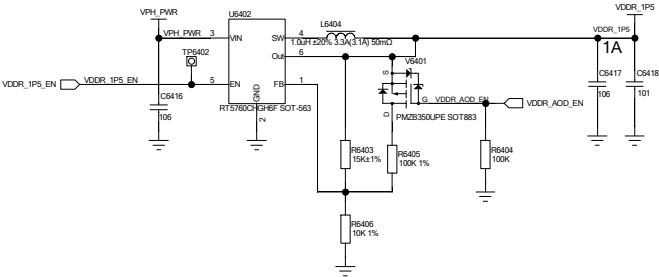 VPH_PWR
U6402
L6404
VDDR_1P5
VPH_PWR
3
VIN
SW
4
1.0uH ±20% 3.3A(3.1A) 50mΩ
VDDR_1P5
1A
TP6402
Out
6
V6401
VDDR_1P5_EN
VDDR_1P5_EN
5
EN
FB
1
S
G
VDDR_AOD_EN
VDDR_AOD_EN
C6417
106
C6418
101
C6416
106
GND
2
RT5760CHGH6F SOT-563
D
PMZB350UPE SOT883
R6403
15K±1%
R6405
100K 1%
R6404
100K
R6406
10K 1%